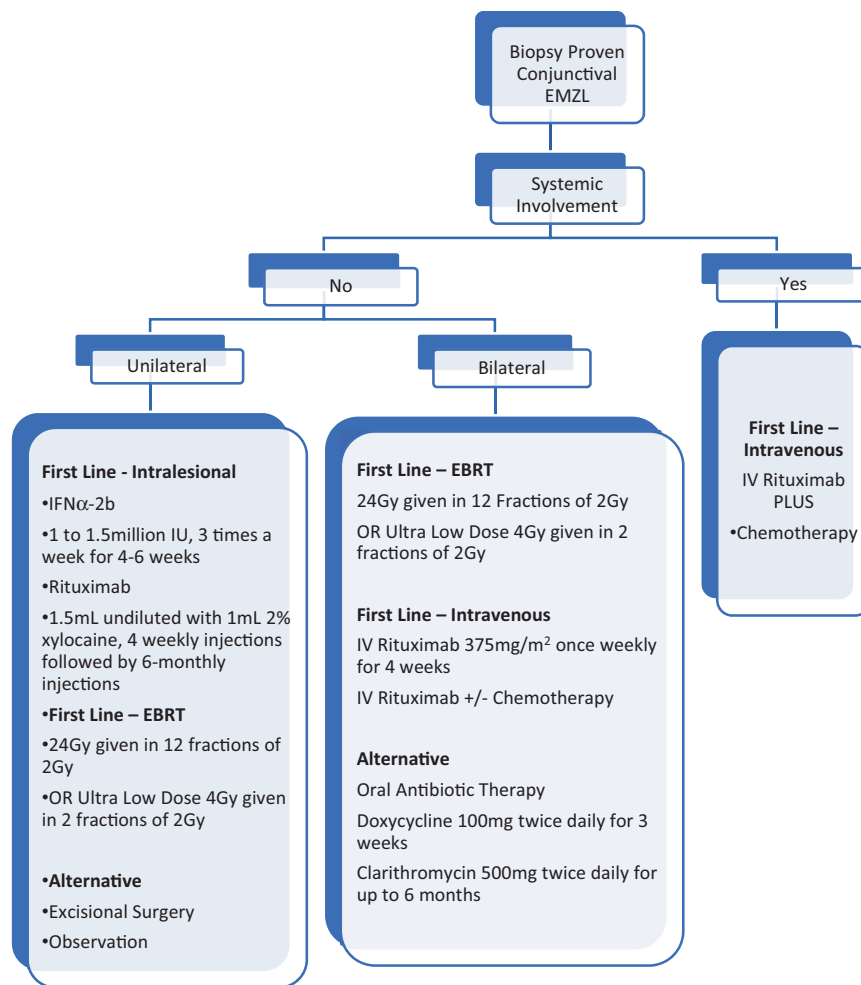 Biopsy Proven
Conjunctival
EMZL
Systemic
Involvement
No
Yes
Unilateral
Bilateral
First Line - Intralesional
•IFNα-2b
•1 to 1.5million IU, 3 times a
week for 4-6 weeks
•Rituximab
•1.5mL undiluted with 1mL 2%
xylocaine, 4 weekly injections
followed by 6-monthly
injections
•First Line – EBRT
•24Gy given in 12 fractions of
2Gy
•OR Ultra Low Dose 4Gy given
in 2 fractions of 2Gy
•Alternative
•Excisional Surgery
•Observation
First Line – EBRT
24Gy given in 12 Fractions of 2Gy
OR Ultra Low Dose 4Gy given in 2
fractions of 2Gy
First Line – Intravenous
IV Rituximab 375mg/m² once weekly
for 4 weeks
IV Rituximab +/- Chemotherapy
Alternative
Oral Antibiotic Therapy
Doxycycline 100mg twice daily for 3
weeks
Clarithromycin 500mg twice daily for
up to 6 months
First Line –
Intravenous
IV Rituximab
PLUS
•Chemotherapy